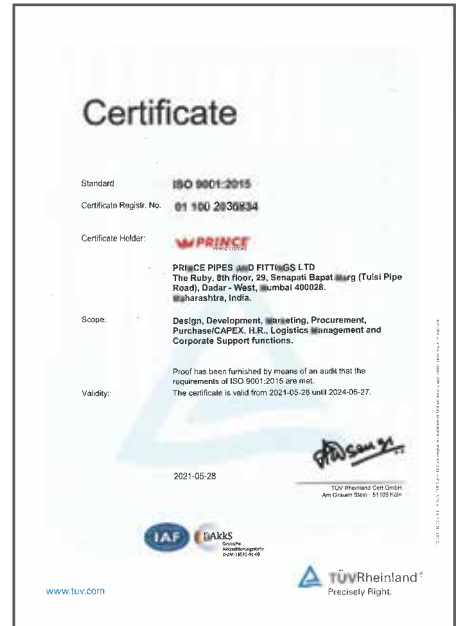 Certificate
Standard ISO 9001:2015
Certificate Registr. No. 01 100 2036834
Certificate Holder: PRINCE
PRINCE PIPES AND FITTINGS LTD
The Ruby. 8th floor, 29, Senapati Bapat Marg (Tulsi Pipe
Road), Dadar - West, Mumbai 400028.
Maharashtra, India.
Scope: Design, Development, Marketing, Procurement,
Purchase/CAPEX, H.R., Logistics Management and
Corporate Support functions.
Proof has been furnished by means of an audit that the
requirements of ISO 9001:2015 are met.
Validity: The certificate is valid from 2021-05-28 until 2024-05-27.
2021-05-28
TÜV Rheinland Cert GmbH
Am Grauen Stein · 51105 Köln
IAF
DAkkS
Deutsche
Akkreditierungsstelle
www.tuv.com
TÜVRheinland®
Precisely Right.